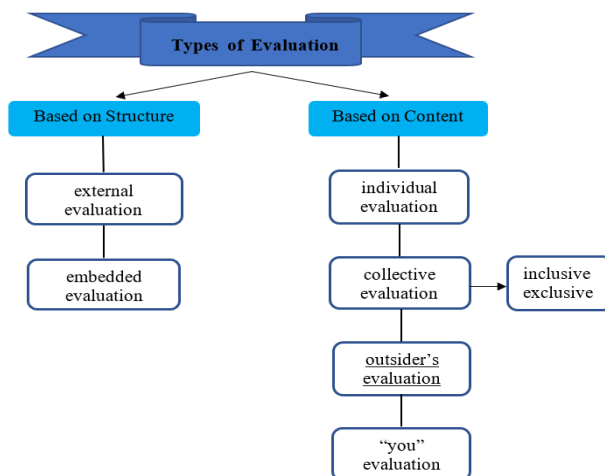 Types of Evaluation
Based on Structure
Based on Content
external
evaluation
individual
evaluation
embedded
evaluation
collective
evaluation
inclusive
exclusive
outsider's
evaluation
“you”
evaluation